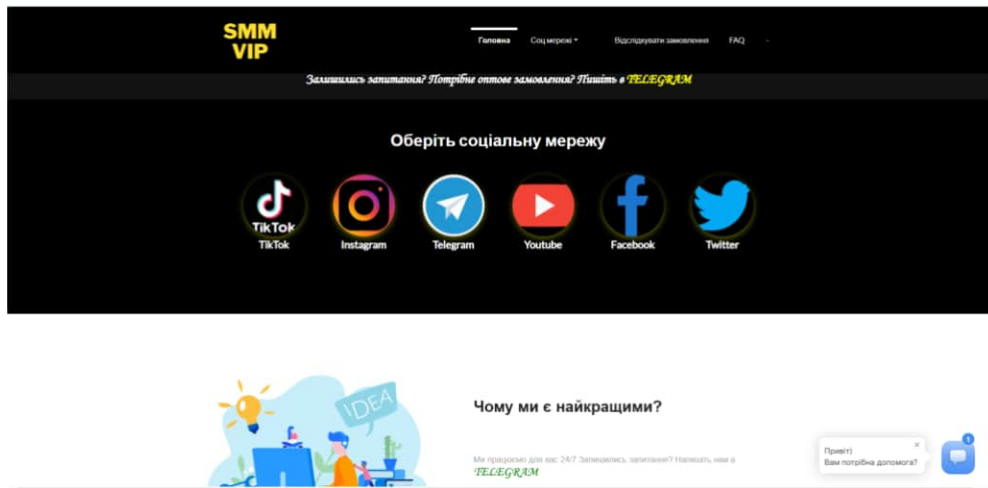 SMM
VIP
Головна Соц мережі Відслідкувати замовлення FAQ -
Залишились запитання? Потрібне оптове замовлення? Пишіть в TELEGRAM
Оберіть соціальну мережу
TikTok
TikTok Instagram Telegram Youtube Facebook Twitter
IDEA
Чому ми є найкращими?
Ми працюємо для вас 24/7 Залишились запитання? Напишіть нам в
TELEGRAM
Привіт)
Вам потрібна допомога?
1